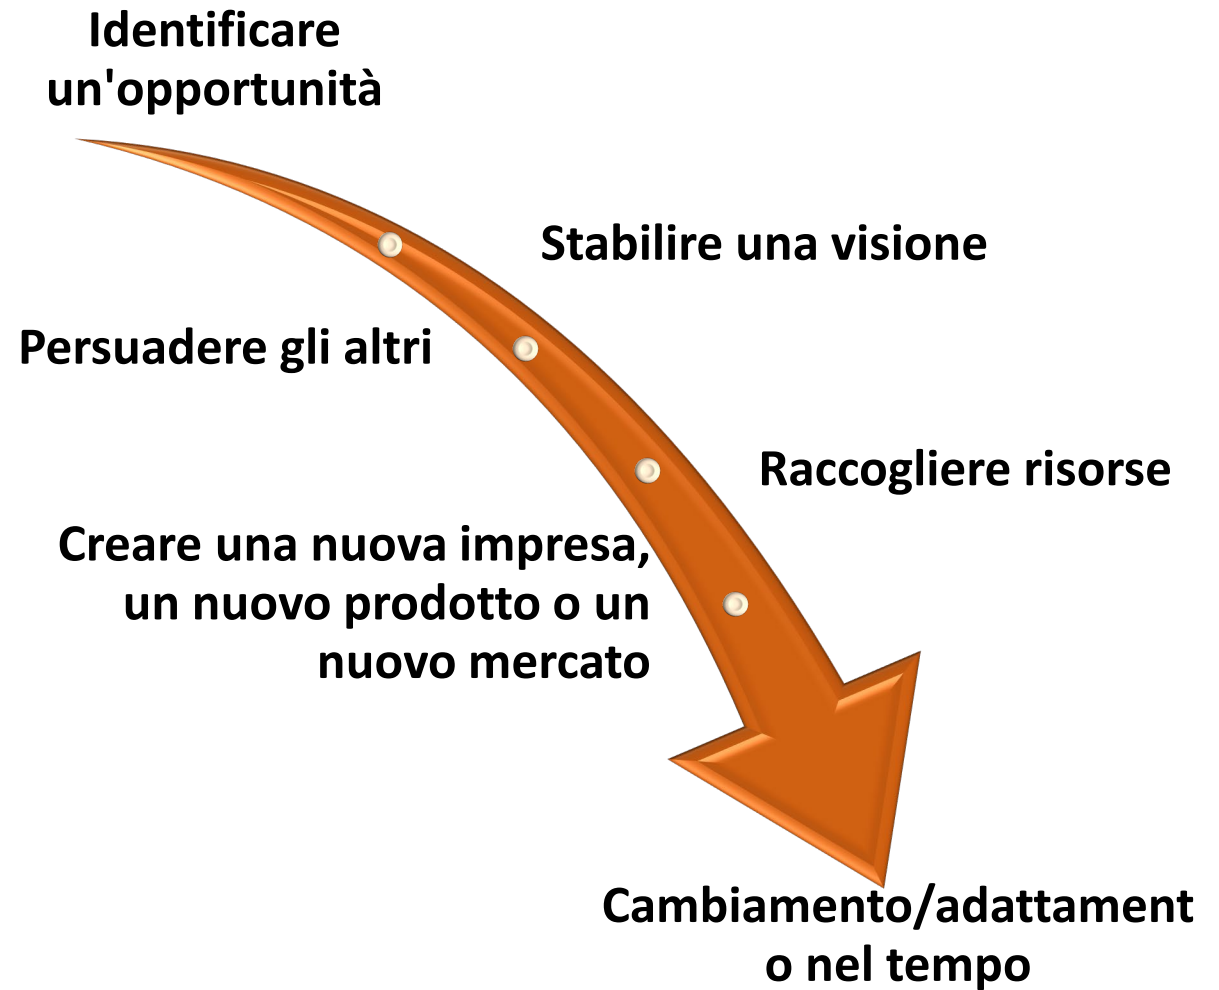 Identificare
un'opportunità
Stabilire una visione
Persuadere gli altri
Raccogliere risorse
Creare una nuova impresa,
un nuovo prodotto o un
nuovo mercato
Cambiamento/adattament
o nel tempo